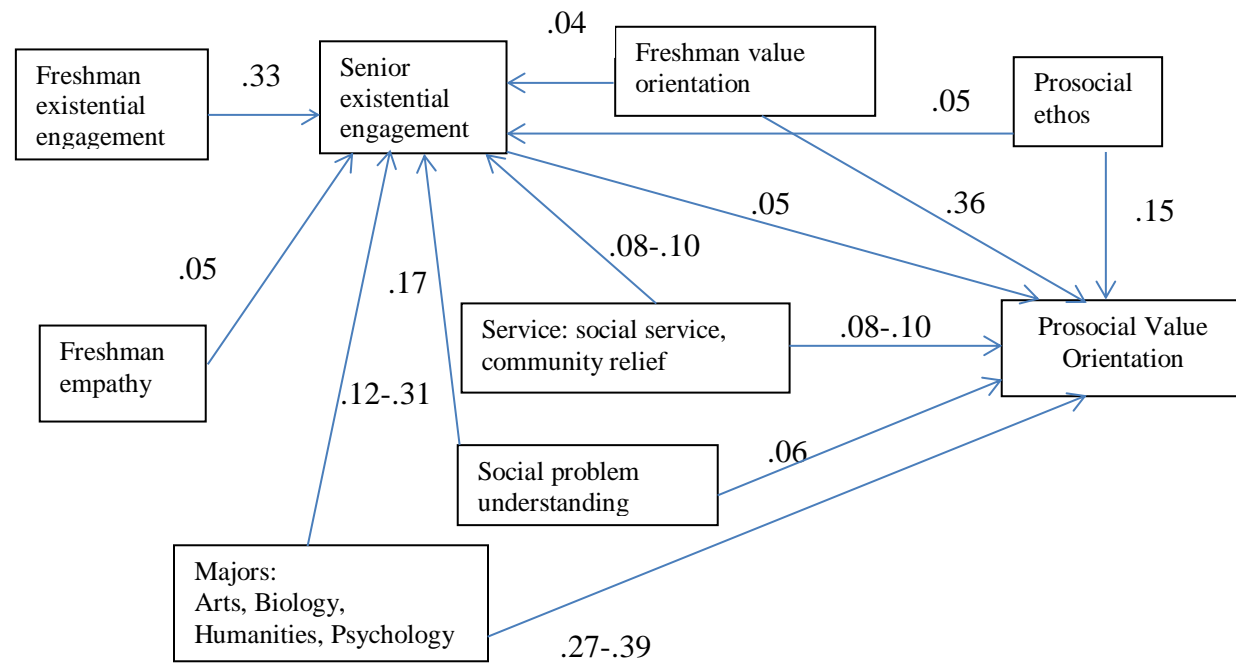 .04
Freshman
existential
engagement
.33
Senior
existential
engagement
Freshman value
orientation
.05
Prosocial
ethos
.05
.36
.15
.08-.10
.05
.17
Freshman
empathy
.12-.31
Service: social service,
community relief
.08-.10
Prosocial Value
Orientation
Social problem
understanding
.06
Majors:
Arts, Biology,
Humanities, Psychology
.27-.39